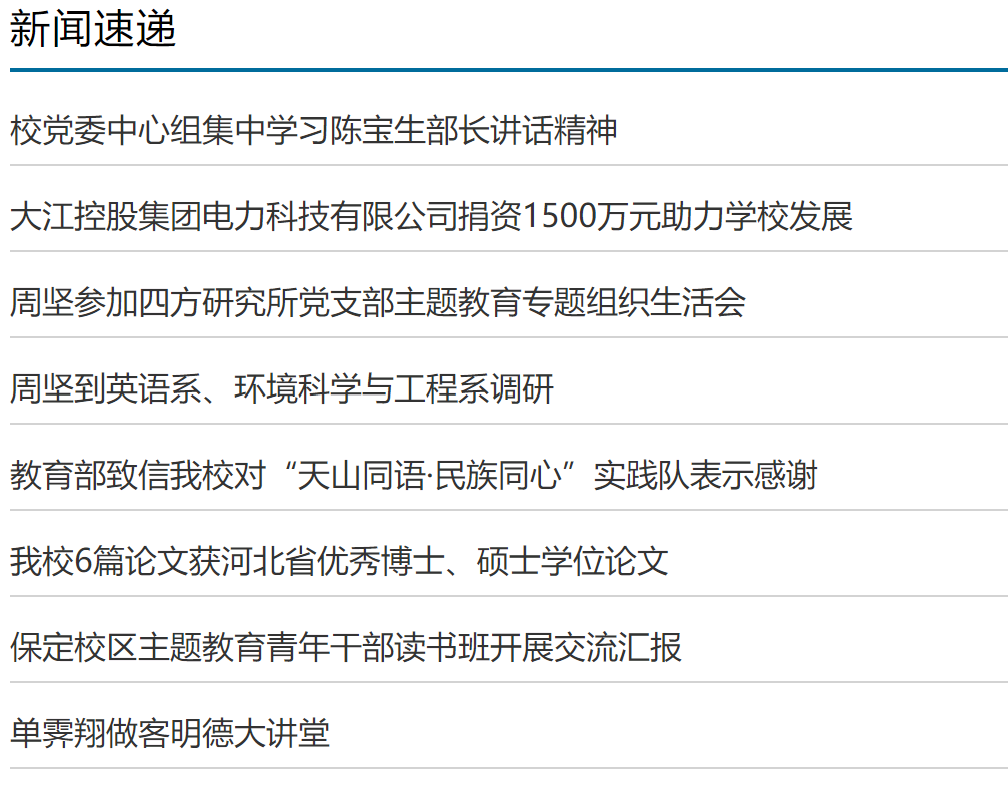 新闻速递
校党委中心组集中学习陈宝生部长讲话精神
大江控股集团电力科技有限公司捐资1500万元助力学校发展
周坚参加四方研究所党支部主题教育专题组织生活会
周坚到英语系、环境科学与工程系调研
教育部致信我校对“天山同语·民族同心”实践队表示感谢
我校6篇论文获河北省优秀博士、硕士学位论文
保定校区主题教育青年干部读书班开展交流汇报
单霁翔做客明德大讲堂